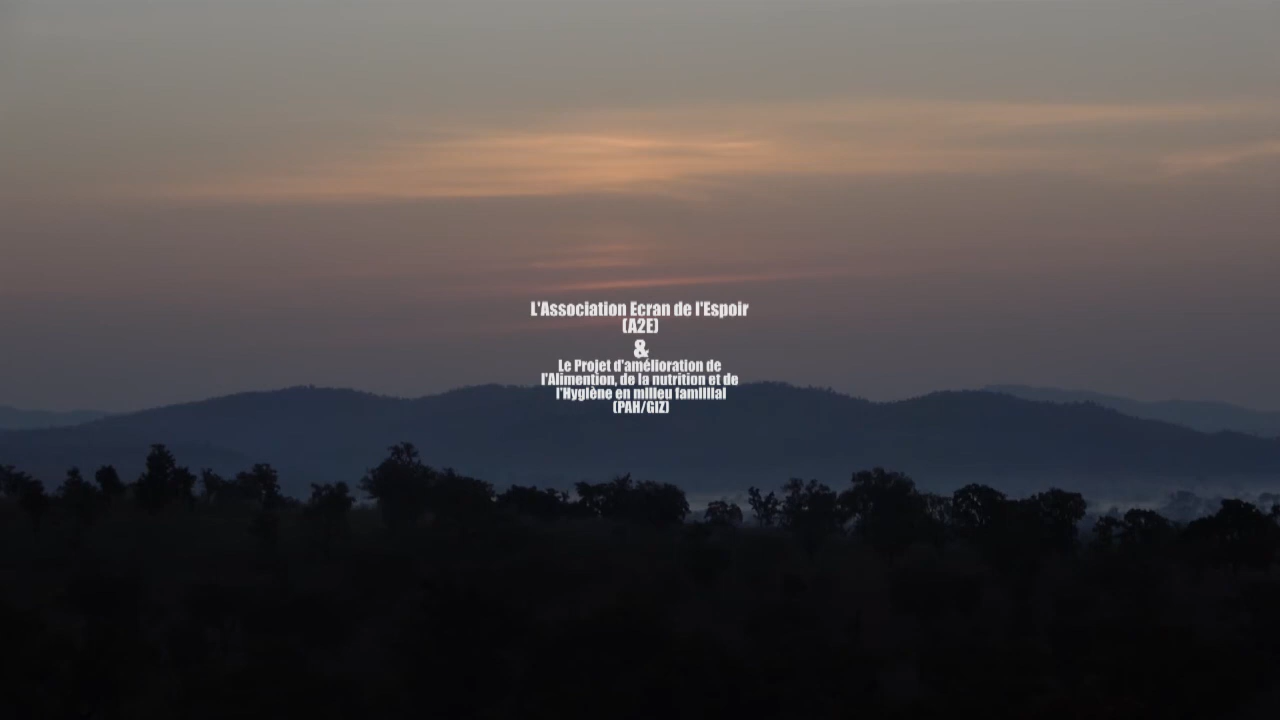 L'Association Ecran de l'Espoir
(A2E)
&
Le Projet d'amélioration de
l'Alimention, de la nutrition et de
l'Hygiène en milieu famillial
(PAH/GIZ)